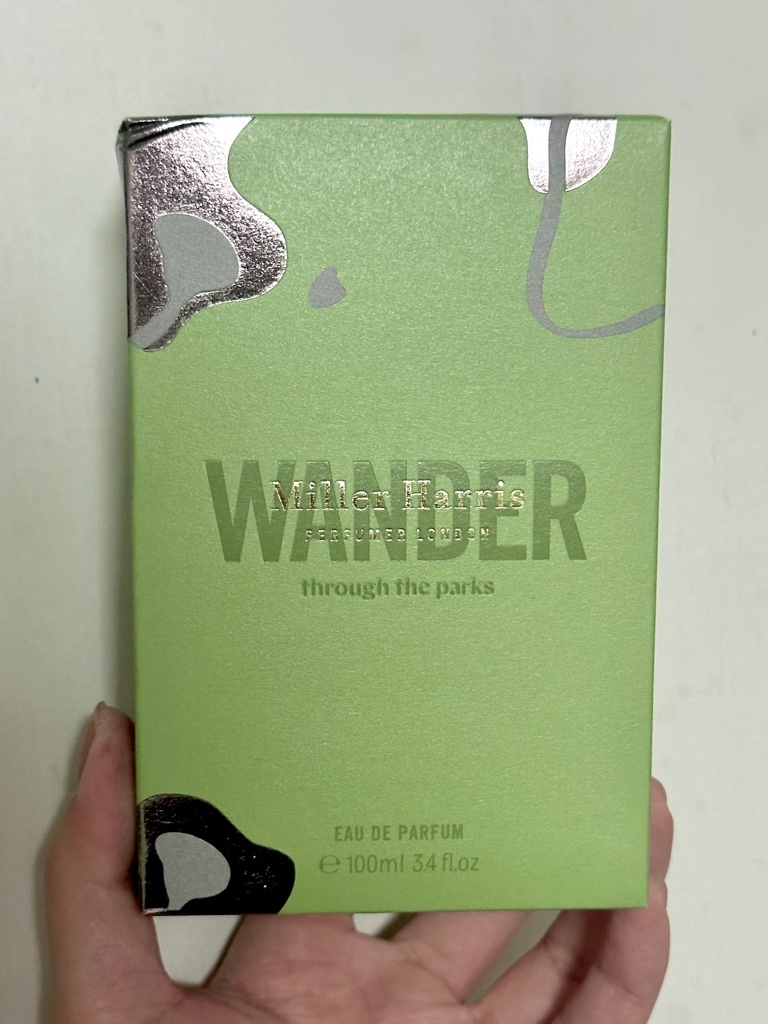 WANDER
Miller Harris
PERFUMER LONDON
through the parks
EAU DE PARFUM
℮ 100ml 3.4 fl.oz